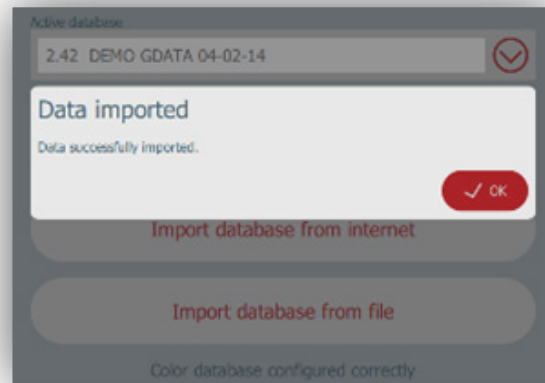 Active database
2.42 DEMO GDATA 04-02-14
Data imported
Data successfully imported.
OK
Import database from internet
Import database from file
Color database configured correctly